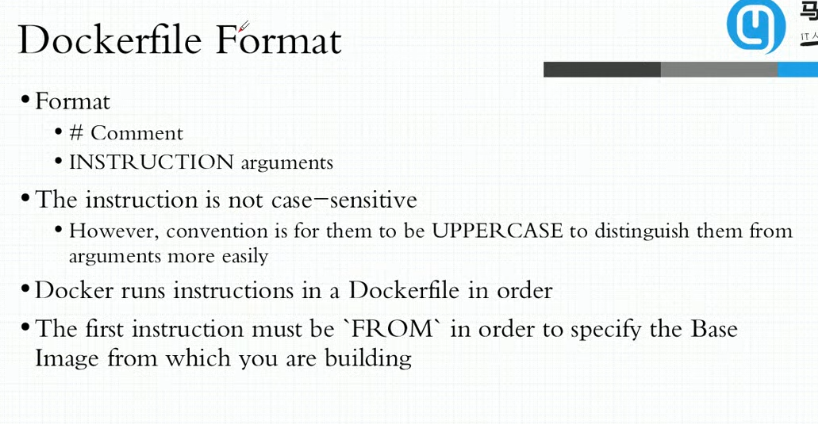 Dockerfile Format
马
IT人
• Format
• # Comment
• INSTRUCTION arguments
• The instruction is not case-sensitive
• However, convention is for them to be UPPERCASE to distinguish them from
arguments more easily
• Docker runs instructions in a Dockerfile in order
• The first instruction must be `FROM` in order to specify the Base
Image from which you are building